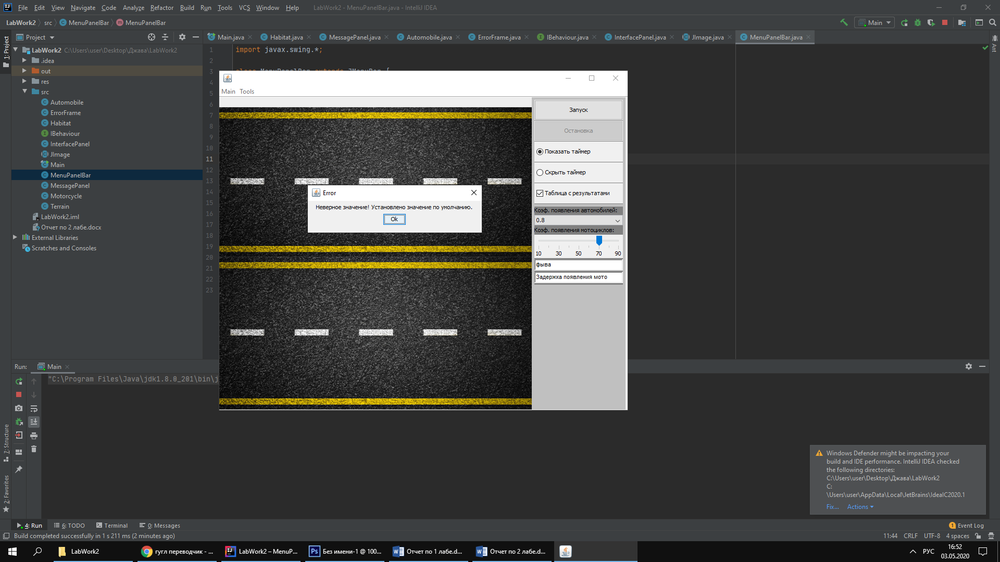 File Edit View Navigate Code Analyze Refactor Build Run Tools VCS Window Help LabWork2 - MenuPanelBar.java - IntelliJ IDEA
LabWork2 src MenuPanelBar MenuPanelBar Main
Project
Main.java Habitat.java MessagePanel.java Automobile.java ErrorFrame.java IBehaviour.java InterfacePanel.java JImage.java MenuPanelBar.java
1: Project
Ant
LabWork2 C:\Users\user\Desktop\Джава\LabWork2
.idea
out
res
src
Automobile
ErrorFrame
Habitat
IBehaviour
InterfacePanel
JImage
Main
MenuPanelBar
MessagePanel
Motorcycle
Terrain
LabWork2.iml
Отчет по 2 лабе.docx
External Libraries
Scratches and Consoles
1 import javax.swing.*;
2
3 class MenuPanelBar extends JMenuBar {
4
5
6
7
8
9
10
11
12
13
14
15
16
17
18
19
20
21
22
23
Main Tools
Запуск
Остановка
Показать таймер
Скрыть таймер
Таблица с результатами
Коэф. появления автомобилей:
0.8
Коэф. появления мотоциклов:
10 30 50 70 90
фыва
Задержка появления мото
Error
Неверное значение! Установлено значение по умолчанию.
Ok
Run: Main
"C:\Program Files\Java\jdk1.8.0_201\bin\j
7: Structure
2: Favorites
Windows Defender might be impacting your
build and IDE performance. IntelliJ IDEA checked
the following directories:
C:\Users\user\Desktop\Джава\LabWork2
C:
\Users\user\AppData\Local\JetBrains\IdeaIC2020.1
Fix... Actions
4: Run 6: TODO Terminal 0: Messages 1 Event Log
Build completed successfully in 1 s 211 ms (2 minutes ago) 11:44 CRLF UTF-8 4 spaces
LabWork2 гугл переводчик - ... LabWork2 – MenuP... Без имени-1 @ 100... Отчет по 1 лабе.d... Отчет по 2 лабе.d... РУС 16:52
03.05.2020